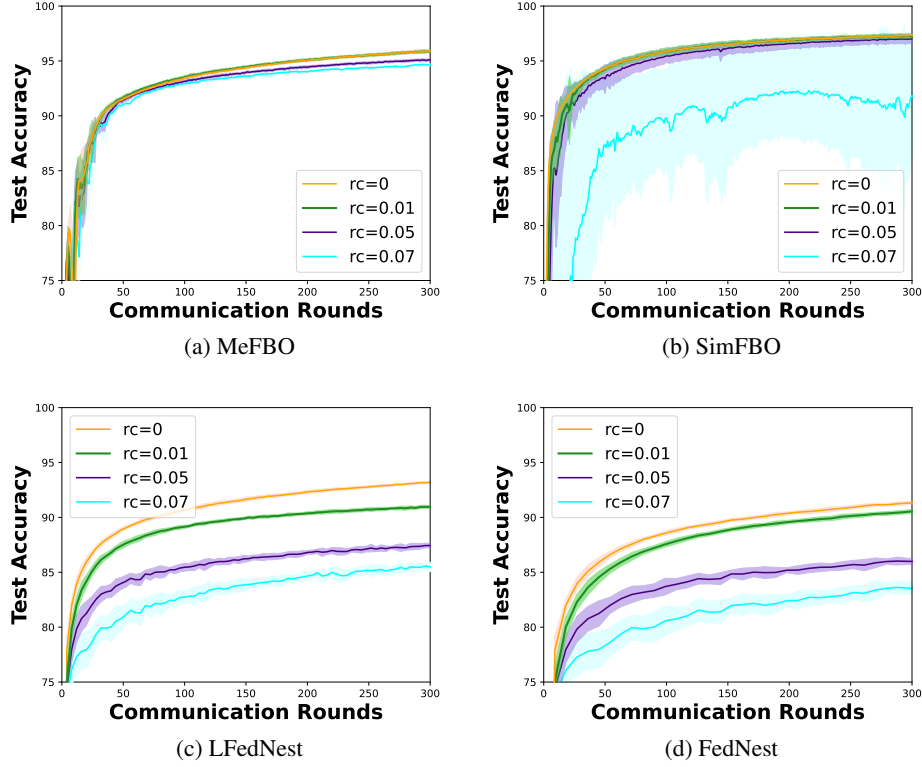 100
95
90
85
80
75
Test Accuracy
rc=0
rc=0.01
rc=0.05
rc=0.07
0 50 100 150 200 250 300
Communication Rounds
(a) MeFBO
100
95
90
85
80
75
Test Accuracy
rc=0
rc=0.01
rc=0.05
rc=0.07
0 50 100 150 200 250 300
Communication Rounds
(b) SimFBO
100
95
90
85
80
75
Test Accuracy
rc=0
rc=0.01
rc=0.05
rc=0.07
0 50 100 150 200 250 300
Communication Rounds
(c) LFedNest
100
95
90
85
80
75
Test Accuracy
rc=0
rc=0.01
rc=0.05
rc=0.07
0 50 100 150 200 250 300
Communication Rounds
(d) FedNest